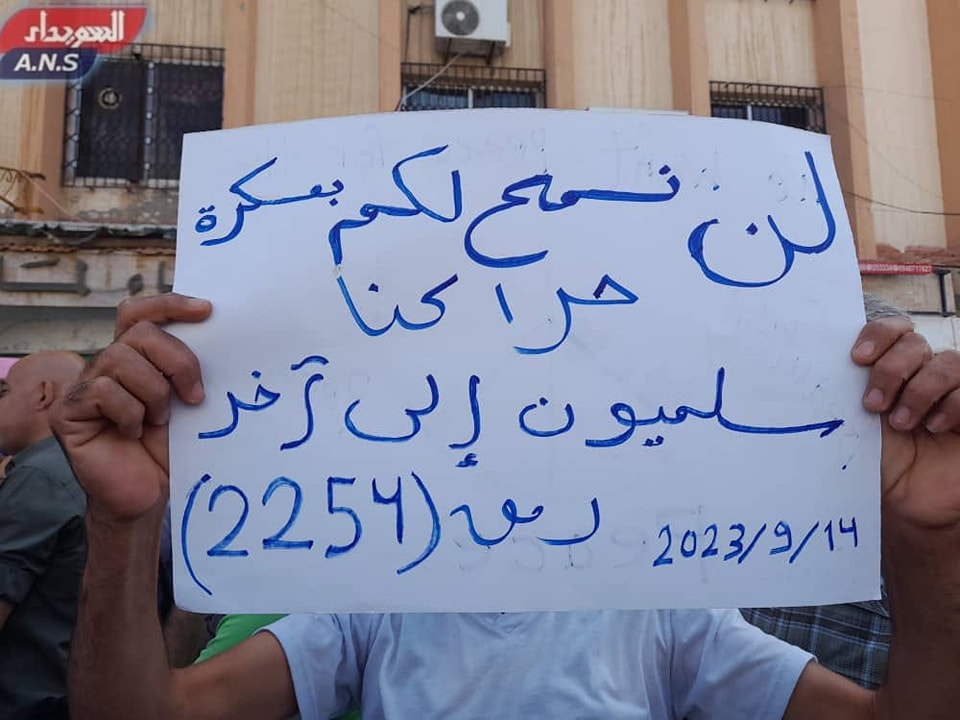 السويداء
A.N.S
لن نسمح لكم بعسكرة
حراكنا
سلميون إلى آخر
رمق (2254)
2023/9/14